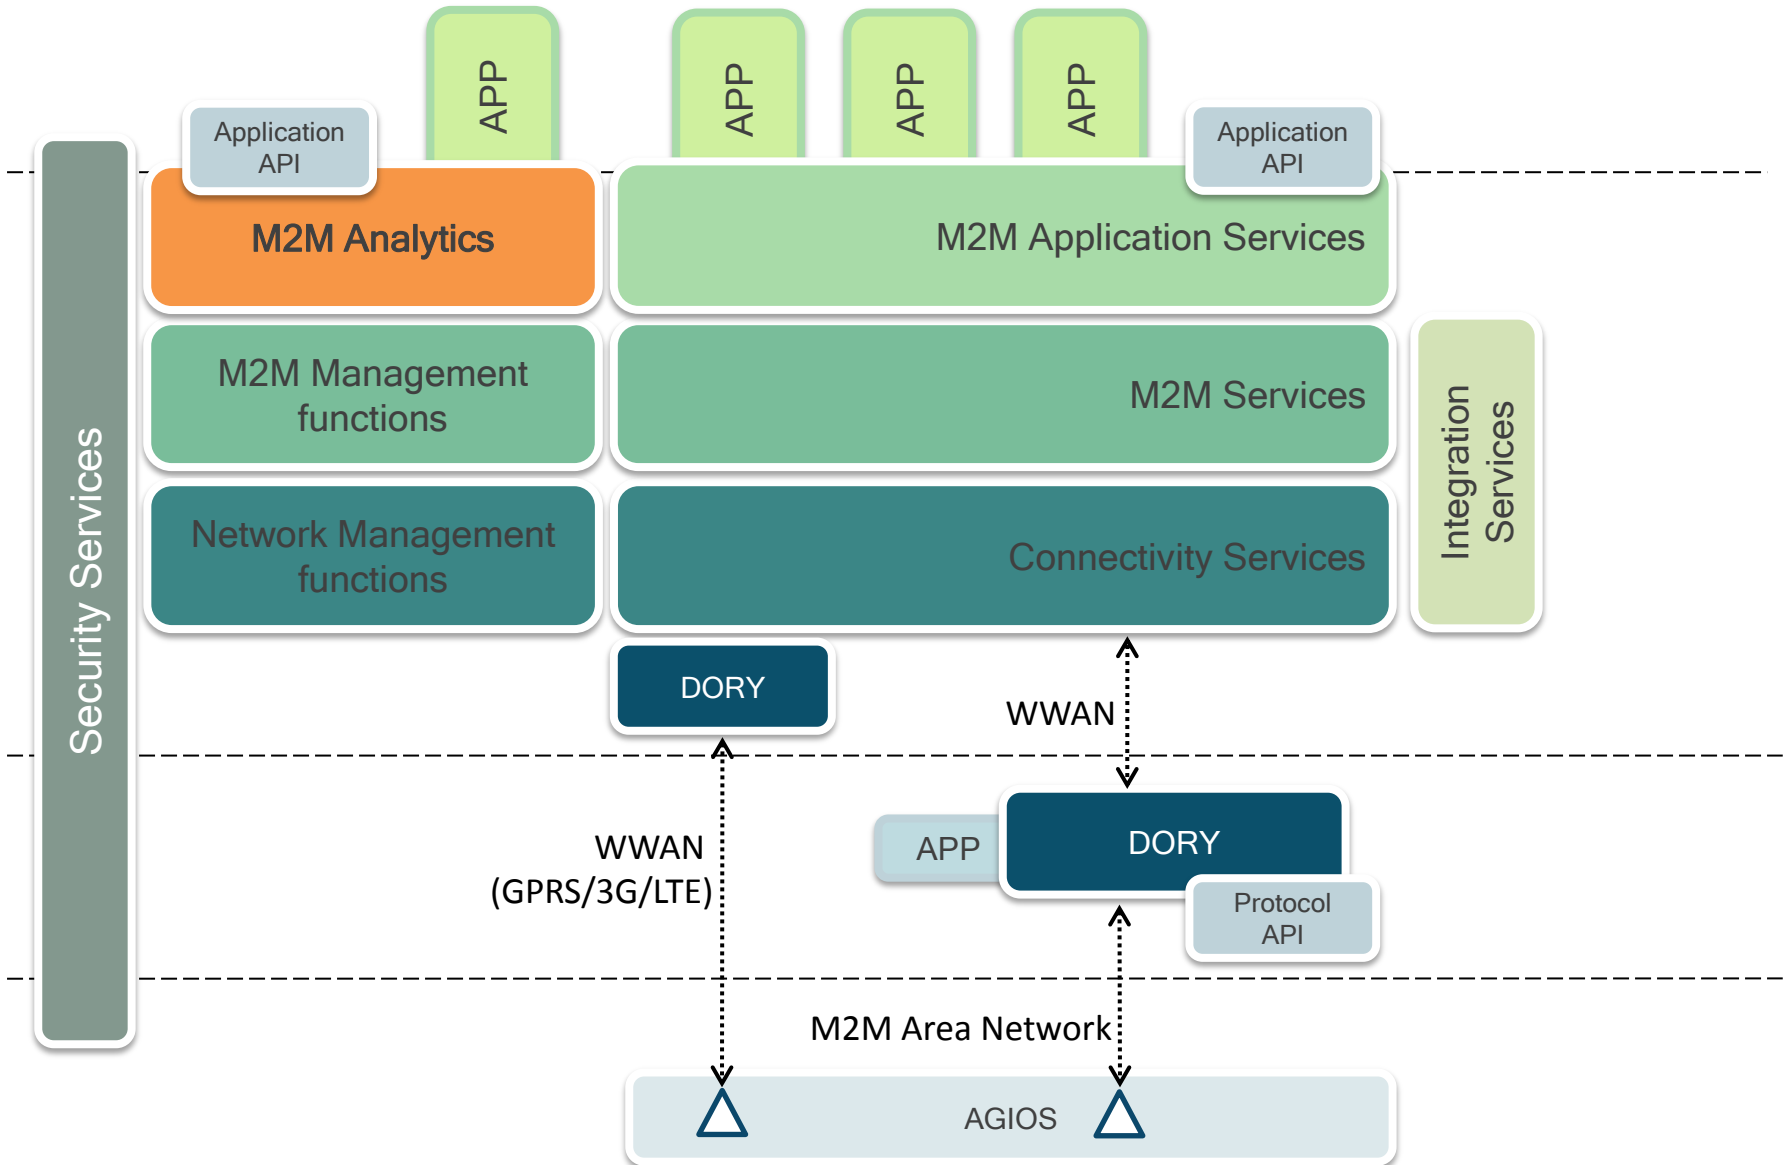 APP
APP
APP
APP
Application
API
Application
API
M2M Analytics
M2M Application Services
M2M Management
functions
M2M Services
Integration
Services
Security Services
Network Management
functions
Connectivity Services
DORY
WWAN
WWAN
(GPRS/3G/LTE)
APP
DORY
Protocol
API
M2M Area Network
AGIOS